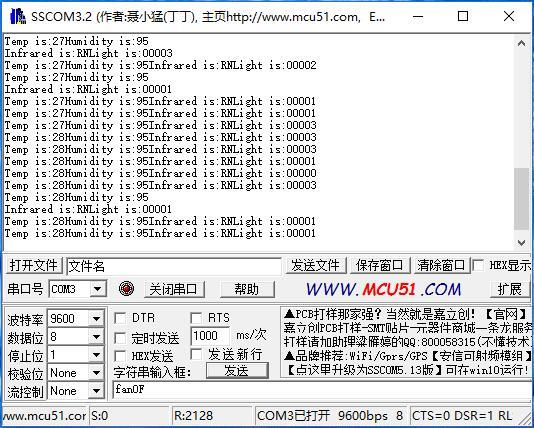 SSCOM3.2 (作者:聂小猛(丁丁), 主页http://www.mcu51.com, E...
Temp is:27Humidity is:95
Infrared is:RNLight is:00003
Temp is:27Humidity is:95Infrared is:RNLight is:00002
Temp is:27Humidity is:95
Infrared is:RNLight is:00001
Temp is:27Humidity is:95Infrared is:RNLight is:00001
Temp is:27Humidity is:95Infrared is:RNLight is:00001
Temp is:27Humidity is:95Infrared is:RNLight is:00003
Temp is:28Humidity is:95Infrared is:RNLight is:00003
Temp is:28Humidity is:95Infrared is:RNLight is:00003
Temp is:28Humidity is:95Infrared is:RNLight is:00001
Temp is:28Humidity is:95Infrared is:RNLight is:00000
Temp is:28Humidity is:95Infrared is:RNLight is:00003
Temp is:28Humidity is:95
Infrared is:RNLight is:00001
Temp is:28Humidity is:95Infrared is:RNLight is:00001
Temp is:28Humidity is:95Infrared is:RNLight is:00001
打开文件 文件名 发送文件 保存窗口 清除窗口 HEX显示
串口号 COM3 关闭串口 帮助 WWW.MCU51.COM 扩展
波特率 9600 DTR RTS
数据位 8 定时发送 1000 ms/次
停止位 1 HEX发送 发送新行
校验位 None 字符串输入框: 发送
流控制 None fanOF
▲PCB打样那家强?当然就是嘉立创!【官网】
嘉立创PCB打样-SMT贴片-元器件商城一条龙服务
打样请加助理梁雁婷的QQ:800058315(不懂技术)
▲品牌推荐:WiFi/Gprs/GPS【安信可射频模组】
【点这里升级为SSCOM5.13版】可在win10运行!
www.mcu51.cor S:0 R:2128 COM3已打开 9600bps 8 CTS=0 DSR=1 RL